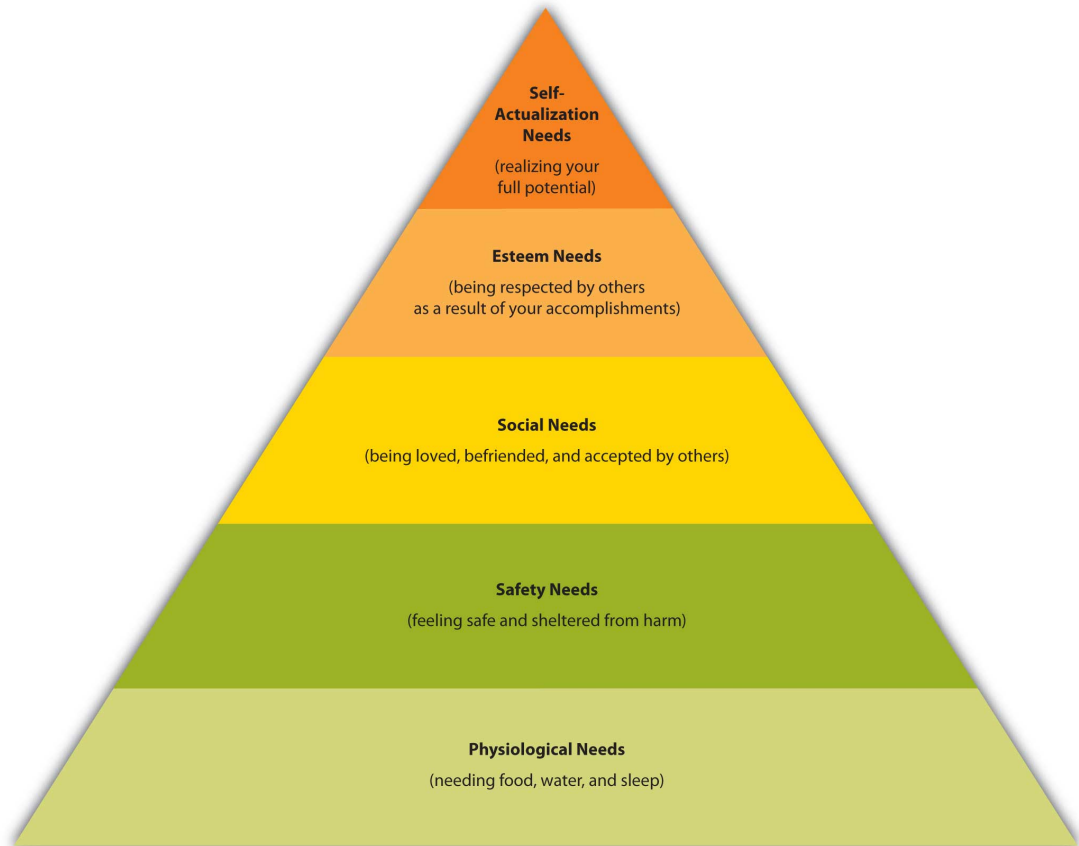 Self-
Actualization
Needs
(realizing your
full potential)
Esteem Needs
(being respected by others
as a result of your accomplishments)
Social Needs
(being loved, befriended, and accepted by others)
Safety Needs
(feeling safe and sheltered from harm)
Physiological Needs
(needing food, water, and sleep)